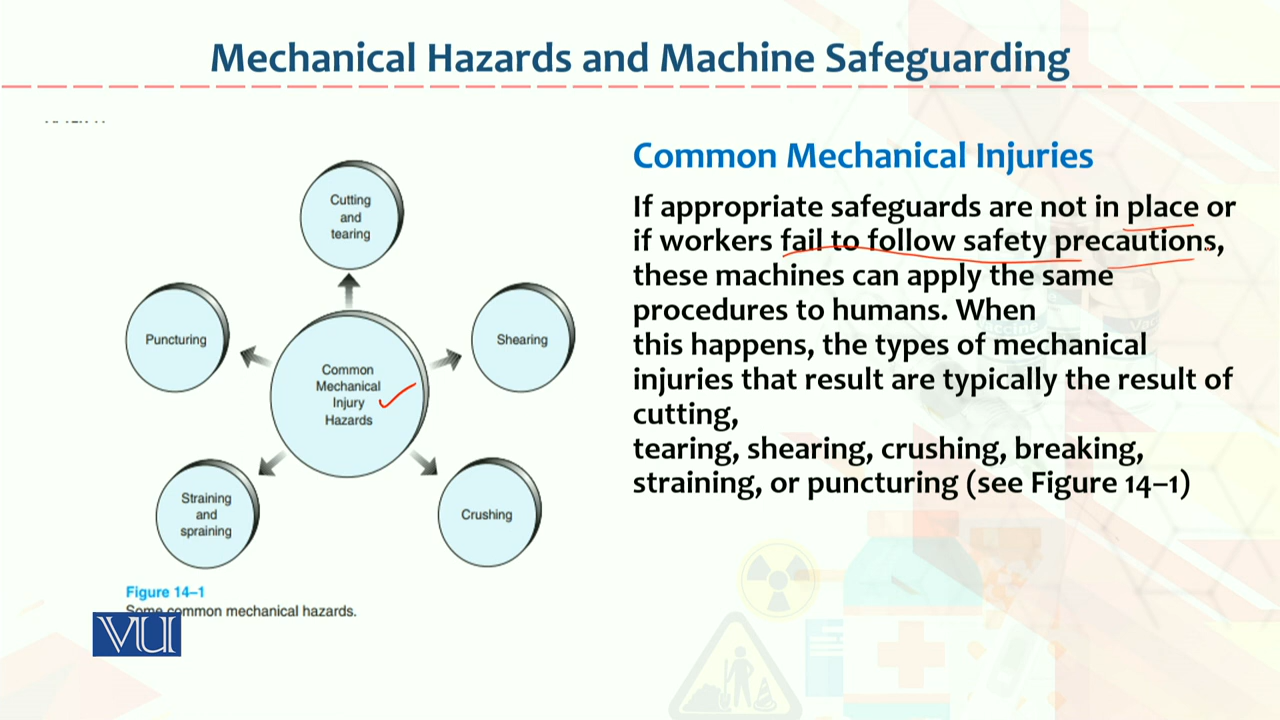 Mechanical Hazards and Machine Safeguarding
Cutting
and
tearing
Puncturing
Shearing
Common
Mechanical
Injury
Hazards
Straining
and
spraining
Crushing
Figure 14–1
Some common mechanical hazards.
VU
Common Mechanical Injuries
If appropriate safeguards are not in place or
if workers fail to follow safety precautions,
these machines can apply the same
procedures to humans. When
this happens, the types of mechanical
injuries that result are typically the result of
cutting,
tearing, shearing, crushing, breaking,
straining, or puncturing (see Figure 14–1)